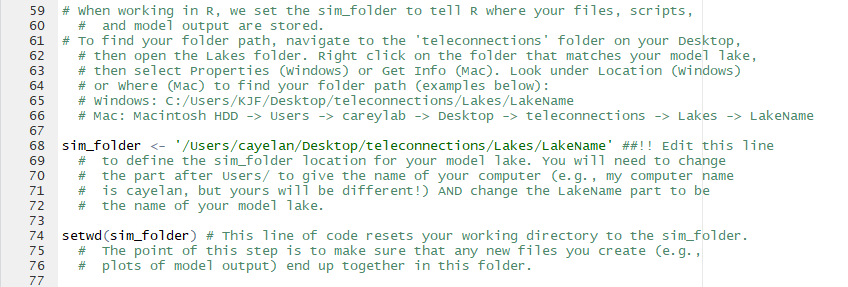 59 # When working in R, we set the sim_folder to tell R where your files, scripts,
60 # and model output are stored.
61 # To find your folder path, navigate to the 'teleconnections' folder on your Desktop,
62 # then open the Lakes folder. Right click on the folder that matches your model lake,
63 # then select Properties (Windows) or Get Info (Mac). Look under Location (Windows)
64 # or Where (Mac) to find your folder path (examples below):
65 # Windows: C:/Users/KJF/Desktop/teleconnections/Lakes/LakeName
66 # Mac: Macintosh HDD -> Users -> careylab -> Desktop -> teleconnections -> Lakes -> LakeName
67
68 sim_folder <- '/Users/cayelan/Desktop/teleconnections/Lakes/LakeName' ##!! Edit this line
69 # to define the sim_folder location for your model lake. You will need to change
70 # the part after Users/ to give the name of your computer (e.g., my computer name
71 # is cayelan, but yours will be different!) AND change the LakeName part to be
72 # the name of your model lake.
73
74 setwd(sim_folder) # This line of code resets your working directory to the sim_folder.
75 # The point of this step is to make sure that any new files you create (e.g.,
76 # plots of model output) end up together in this folder.
77